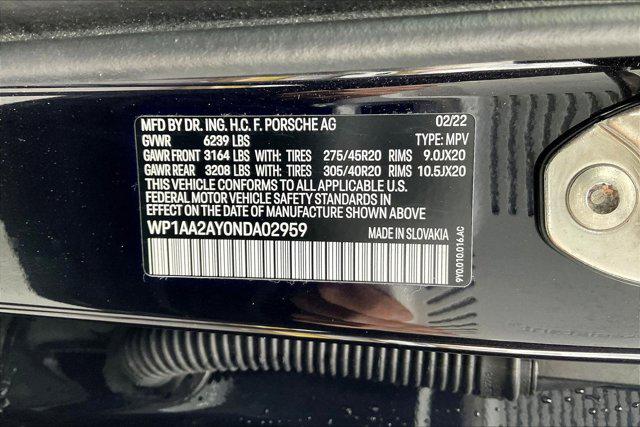 MFD BY DR. ING. H.C. F. PORSCHE AG 02/22
GVWR 6239 LBS TYPE: MPV
GAWR FRONT 3164 LBS WITH: TIRES 275/45R20 RIMS 9.0JX20
GAWR REAR 3208 LBS WITH: TIRES 305/40R20 RIMS 10.5JX20
THIS VEHICLE CONFORMS TO ALL APPLICABLE U.S.
FEDERAL MOTOR VEHICLE SAFETY STANDARDS IN
EFFECT ON THE DATE OF MANUFACTURE SHOWN ABOVE
WP1AA2AY0NDA02959 MADE IN SLOVAKIA
9Y0.010.016.AC